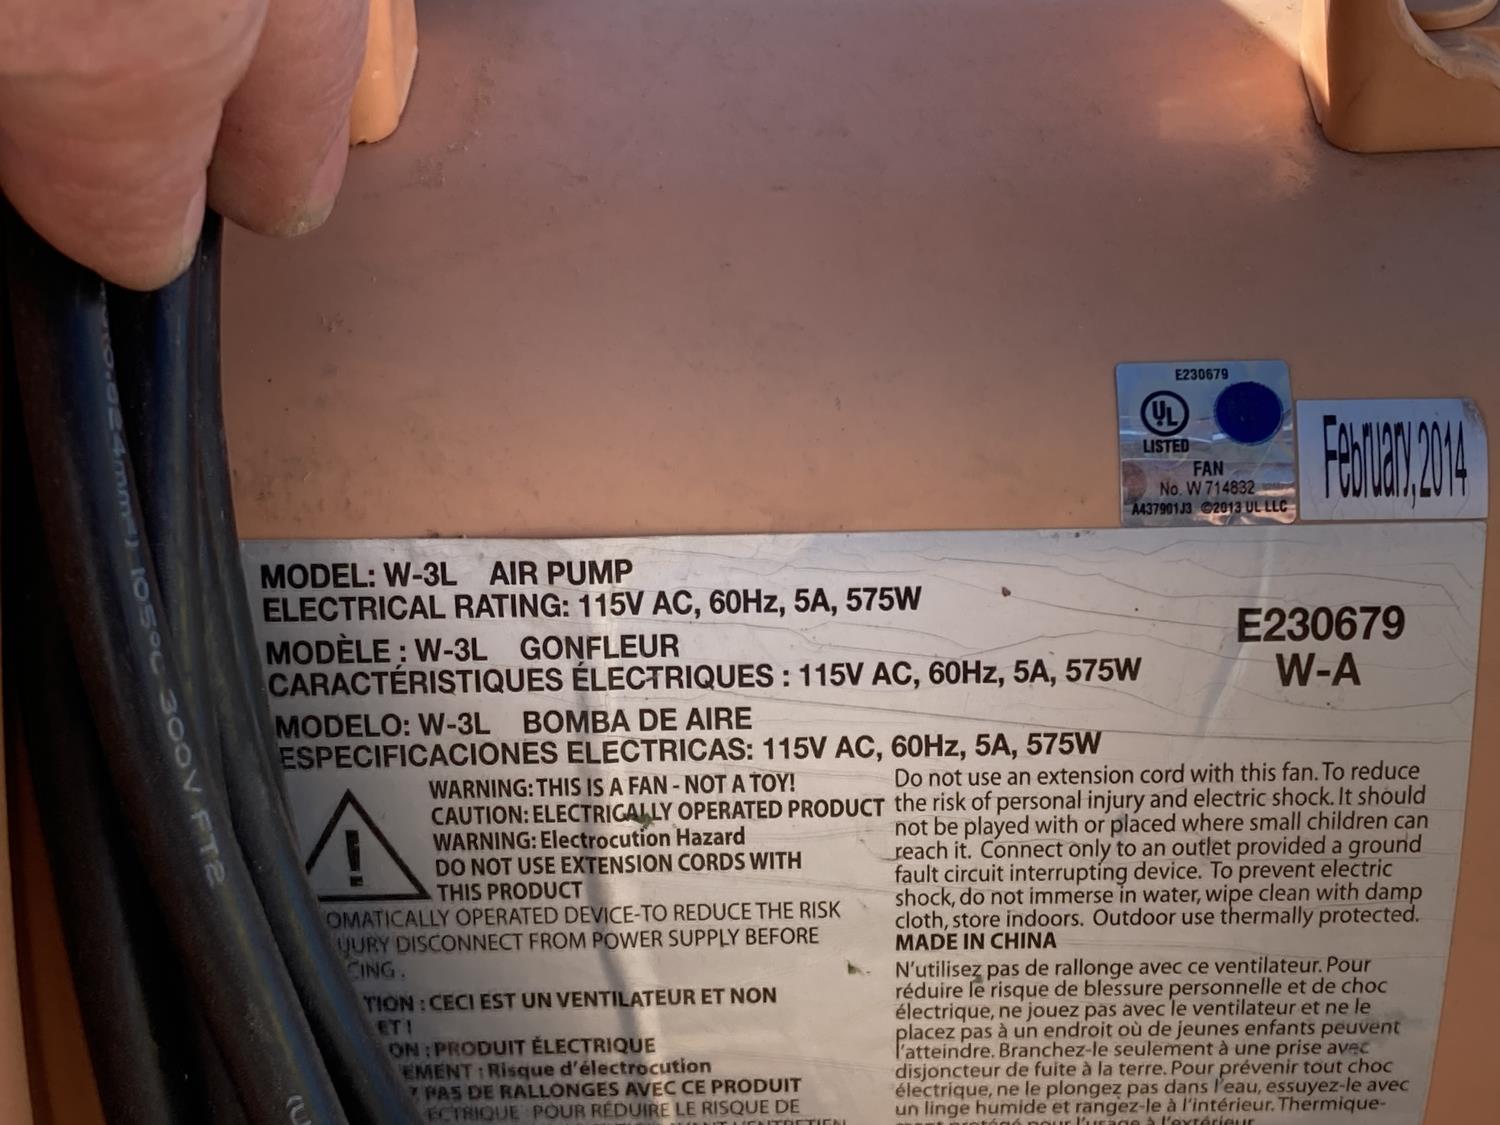 E230679
UL
LISTED
FAN
No. W 714832
A437901J3 ©2013 UL LLC
February,2014
MODEL: W-3L AIR PUMP
ELECTRICAL RATING: 115V AC, 60Hz, 5A, 575W
MODÈLE : W-3L GONFLEUR
CARACTÉRISTIQUES ÉLECTRIQUES : 115V AC, 60Hz, 5A, 575W
MODELO: W-3L BOMBA DE AIRE
ESPECIFICACIONES ELECTRICAS: 115V AC, 60Hz, 5A, 575W
E230679
W-A
WARNING: THIS IS A FAN - NOT A TOY!
CAUTION: ELECTRICALLY OPERATED PRODUCT
WARNING: Electrocution Hazard
DO NOT USE EXTENSION CORDS WITH
THIS PRODUCT
OMATICALLY OPERATED DEVICE-TO REDUCE THE RISK
JURY DISCONNECT FROM POWER SUPPLY BEFORE
CING.
TION : CECI EST UN VENTILATEUR ET NON
ET !
ON : PRODUIT ÉLECTRIQUE
EMENT : Risque d'électrocution
PAS DE RALLONGES AVEC CE PRODUIT
ECTRIQUE POUR RÉDUIRE LE RISQUE DE
Do not use an extension cord with this fan. To reduce
the risk of personal injury and electric shock. It should
not be played with or placed where small children can
reach it. Connect only to an outlet provided a ground
fault circuit interrupting device. To prevent electric
shock, do not immerse in water, wipe clean with damp
cloth, store indoors. Outdoor use thermally protected.
MADE IN CHINA
N'utilisez pas de rallonge avec ce ventilateur. Pour
réduire le risque de blessure personnelle et de choc
électrique, ne jouez pas avec le ventilateur et ne le
placez pas à un endroit où de jeunes enfants peuvent
l'atteindre. Branchez-le seulement à une prise avec
disjoncteur de fuite à la terre. Pour prévenir tout choc
électrique, ne le plongez pas dans l'eau, essuyez-le avec
un linge humide et rangez-le à l'intérieur. Thermique-
ment protégé pour l'usage à l'extérieur
105°C 300V FT2